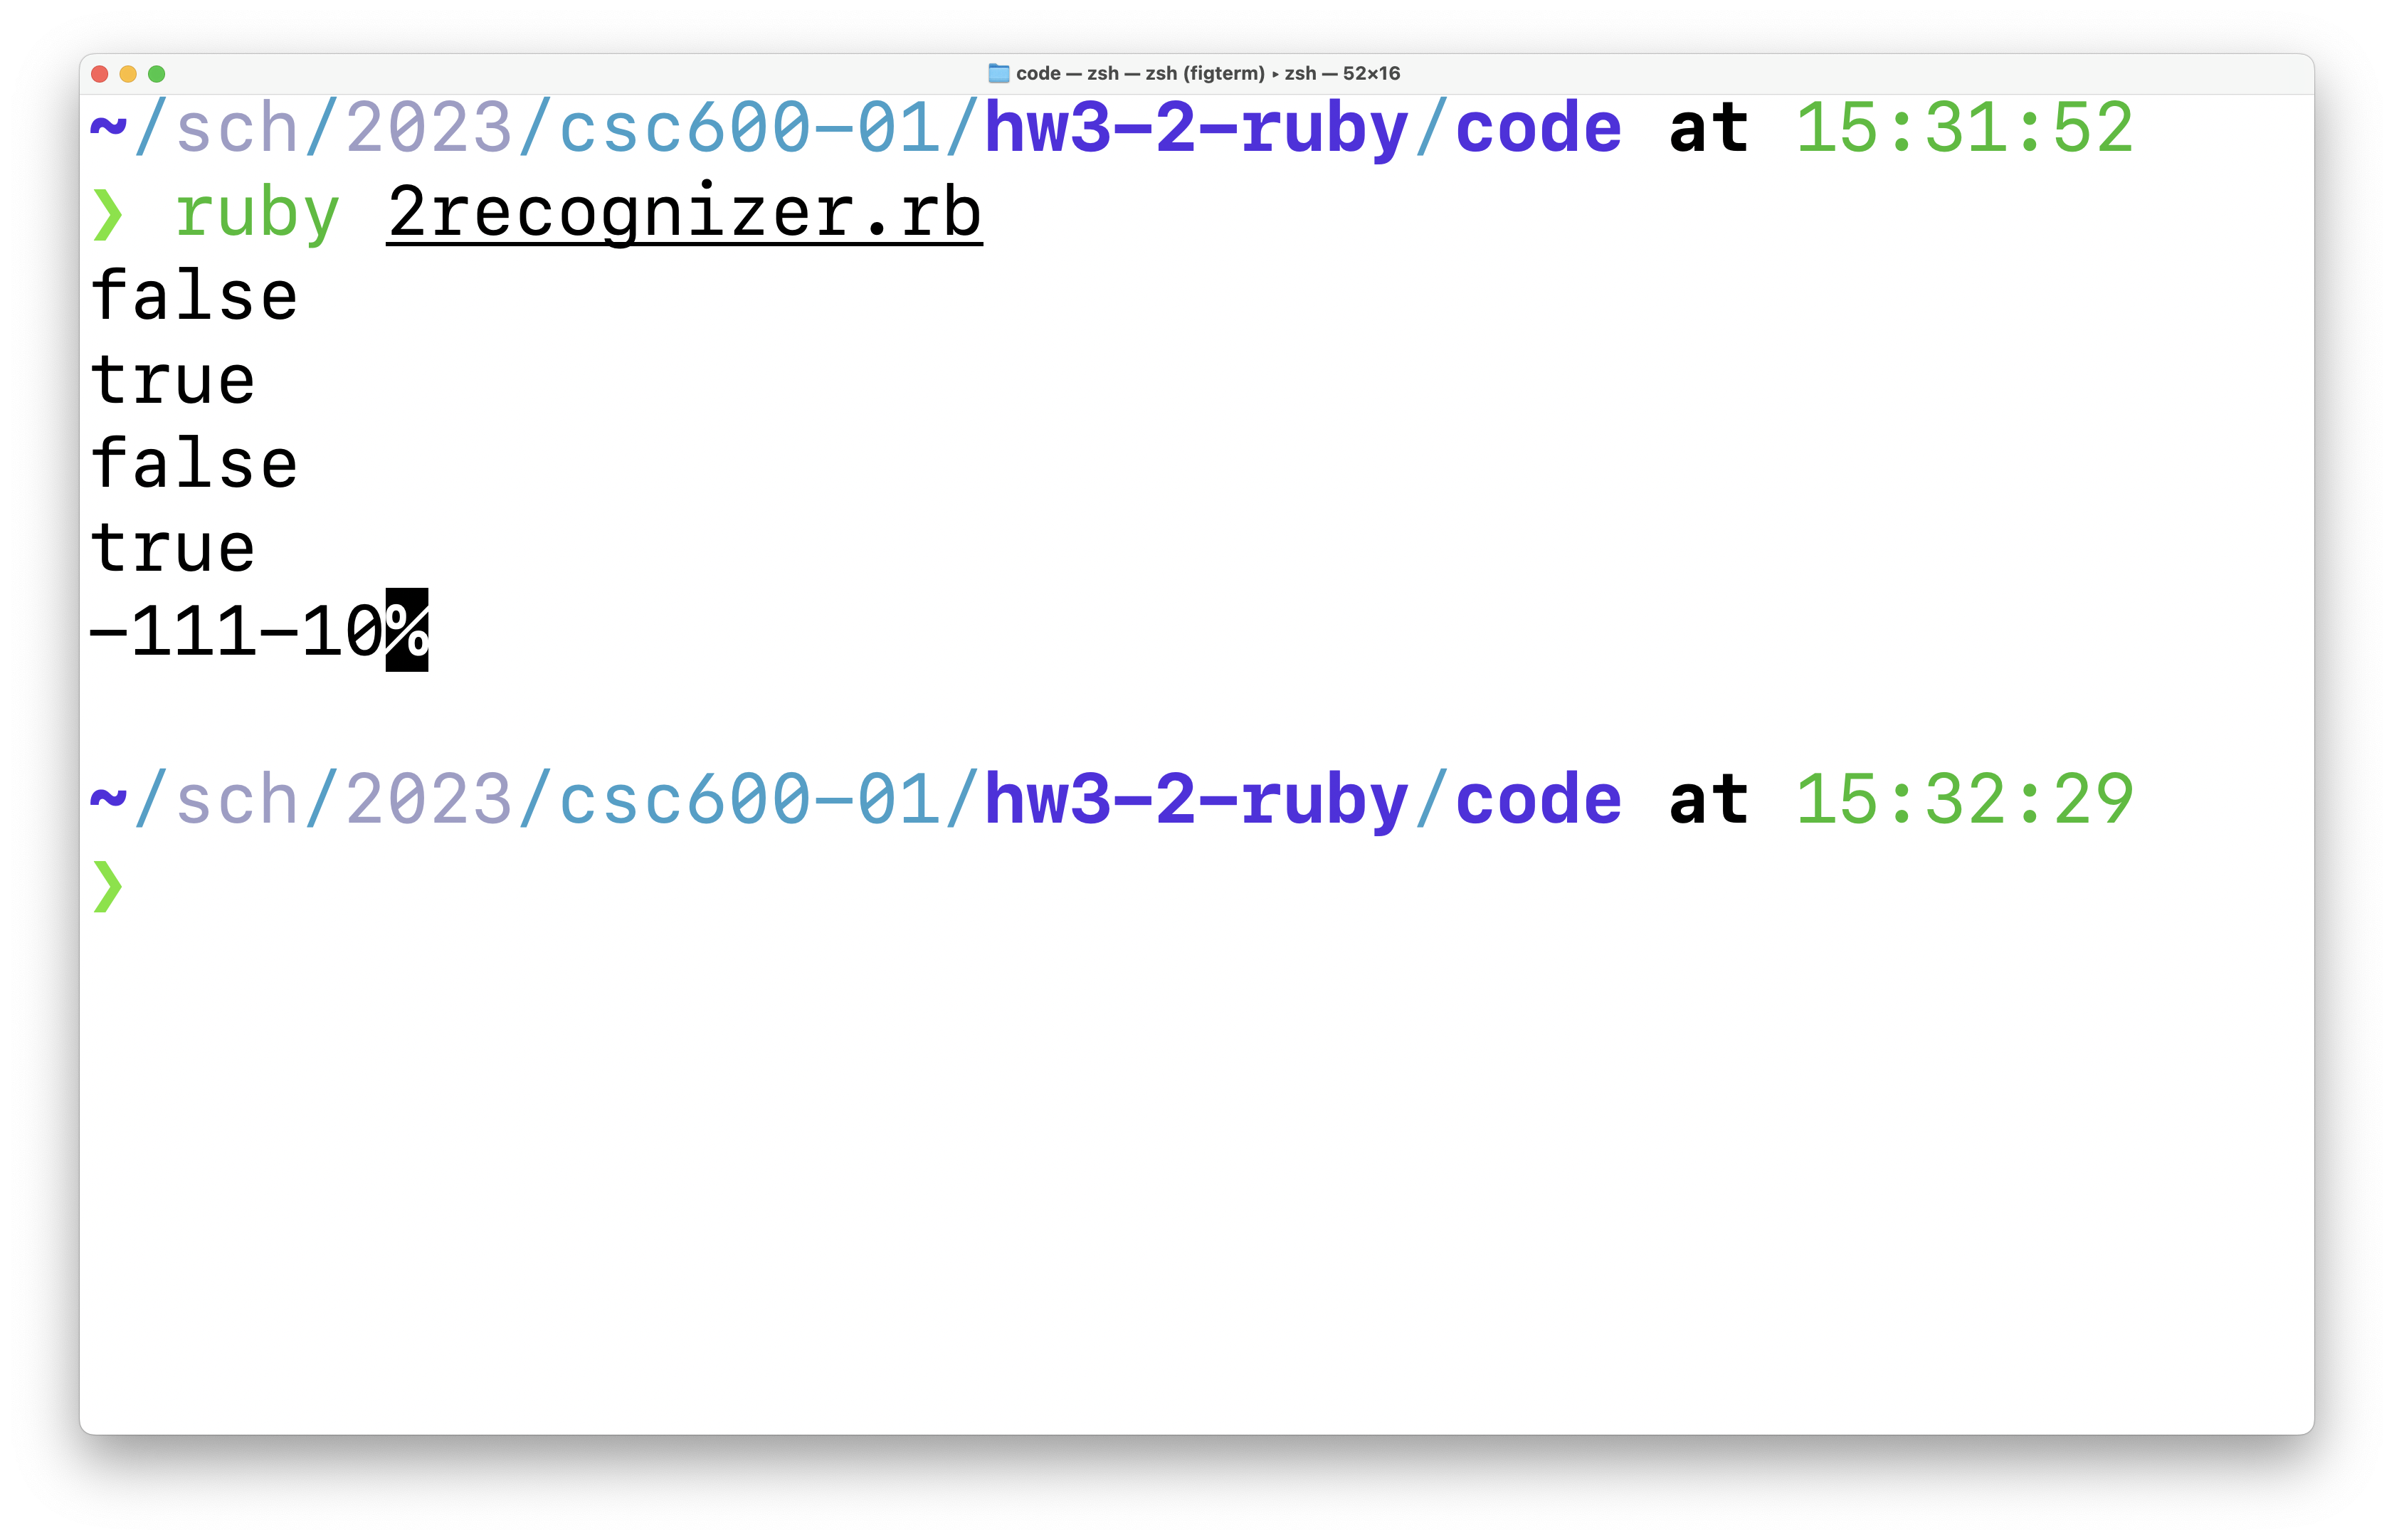 code — zsh — zsh (figterm) ▸ zsh — 52×16
~/sch/2023/csc600-01/hw3-2-ruby/code at 15:31:52
❯ ruby 2recognizer.rb
false
true
false
true
-111-10%
~/sch/2023/csc600-01/hw3-2-ruby/code at 15:32:29
❯